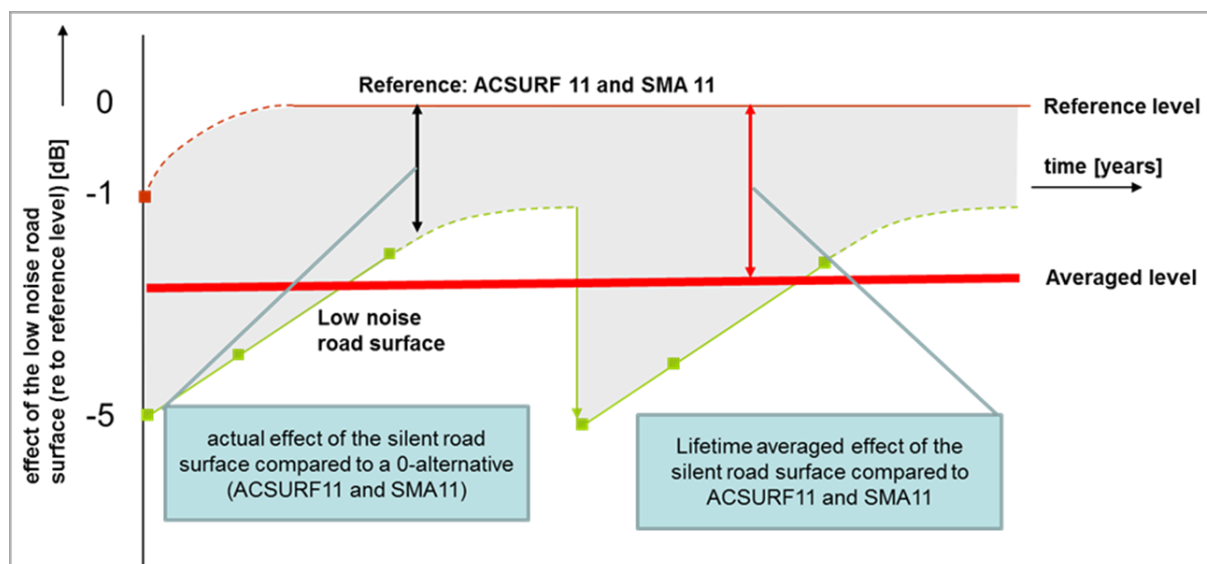 effect of the low noise road
surface (re to reference level) [dB]
0
-1
-5
Reference: ACSURF 11 and SMA 11
Reference level
time [years]
Averaged level
Low noise
road surface
actual effect of the silent road
surface compared to a 0-alternative
(ACSURF11 and SMA11)
Lifetime averaged effect of the
silent road surface compared to
ACSURF11 and SMA11